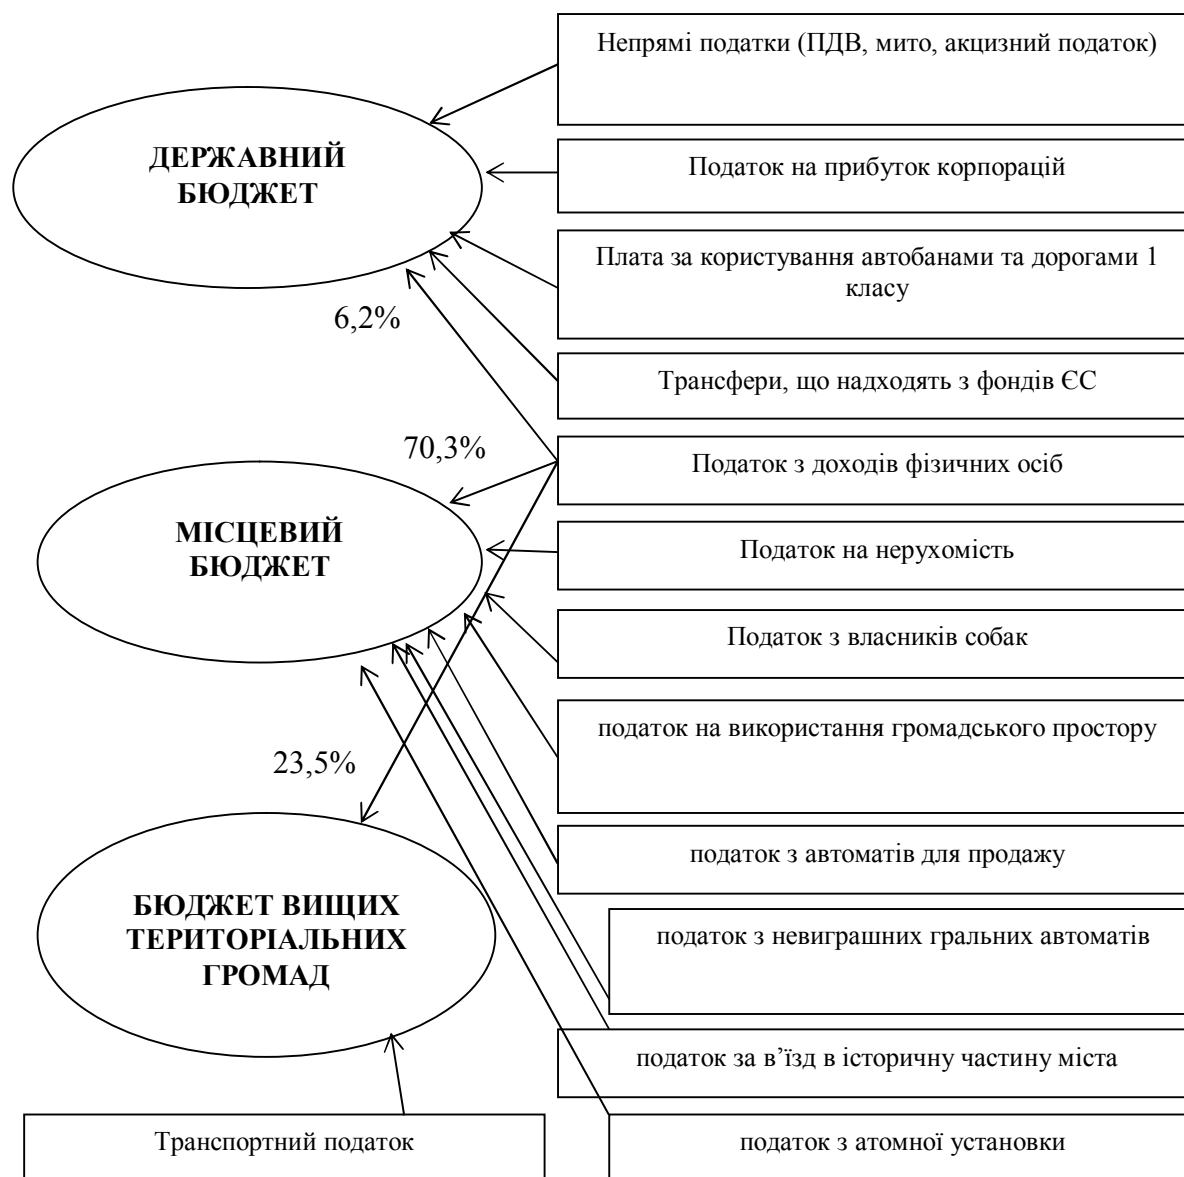 Непрямі податки (ПДВ, мито, акцизний податок)
ДЕРЖАВНИЙ
БЮДЖЕТ
Податок на прибуток корпорацій
Плата за користування автобанами та дорогами 1
класу
6,2%
Трансфери, що надходять з фондів ЄС
70,3%
Податок з доходів фізичних осіб
МІСЦЕВИЙ
БЮДЖЕТ
Податок на нерухомість
Податок з власників собак
податок на використання громадського простору
23,5%
податок з автоматів для продажу
БЮДЖЕТ ВИЩИХ
ТЕРИТОРІАЛЬНИХ
ГРОМАД
податок з невиграшних гральних автоматів
податок за в’їзд в історичну частину міста
Транспортний податок
податок з атомної установки